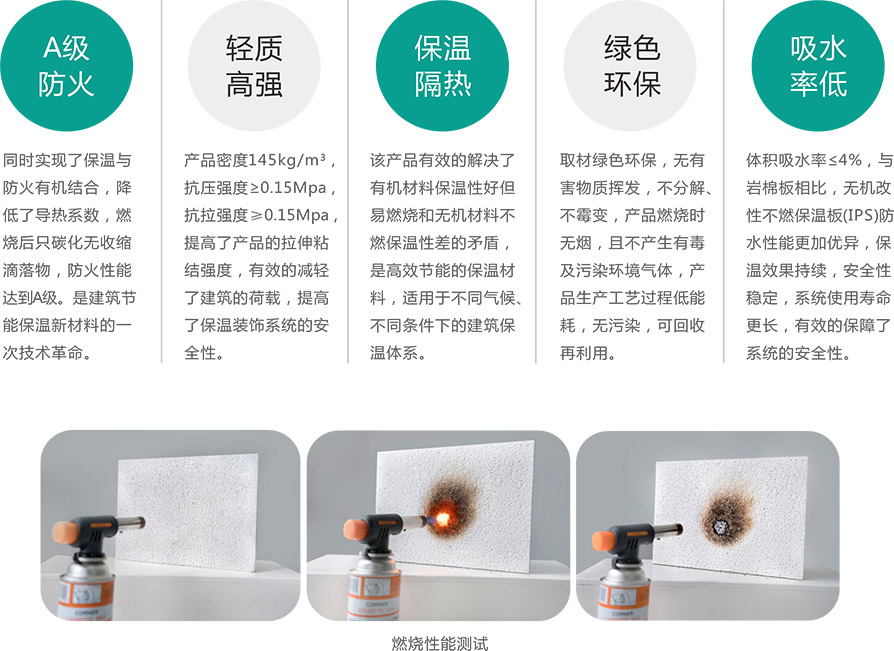 A级
防火
同时实现了保温与
防火有机结合，降
低了导热系数，燃
烧后只碳化无收缩
滴落物，防火性能
达到A级。是建筑节
能保温新材料的一
次技术革命。
轻质
高强
产品密度145kg/m³，
抗压强度≥0.15Mpa，
抗拉强度≥0.15Mpa，
提高了产品的拉伸粘
结强度，有效的减轻
了建筑的荷载，提高
了保温装饰系统的安
全性。
保温
隔热
该产品有效的解决了
有机材料保温性好但
易燃烧和无机材料不
燃保温性差的矛盾，
是高效节能的保温材
料，适用于不同气候、
不同条件下的建筑保
温体系。
绿色
环保
取材绿色环保，无有
害物质挥发，不分解、
不霉变，产品燃烧时
无烟，且不产生有毒
及污染环境气体，产
品生产工艺过程低能
耗，无污染，可回收
再利用。
吸水
率低
体积吸水率≤4%，与
岩棉板相比，无机改
性不燃保温板(IPS)防
水性能更加优异，保
温效果持续，安全性
稳定，系统使用寿命
更长，有效的保障了
系统的安全性。
CORNER
CORNER
CORNER
燃烧性能测试